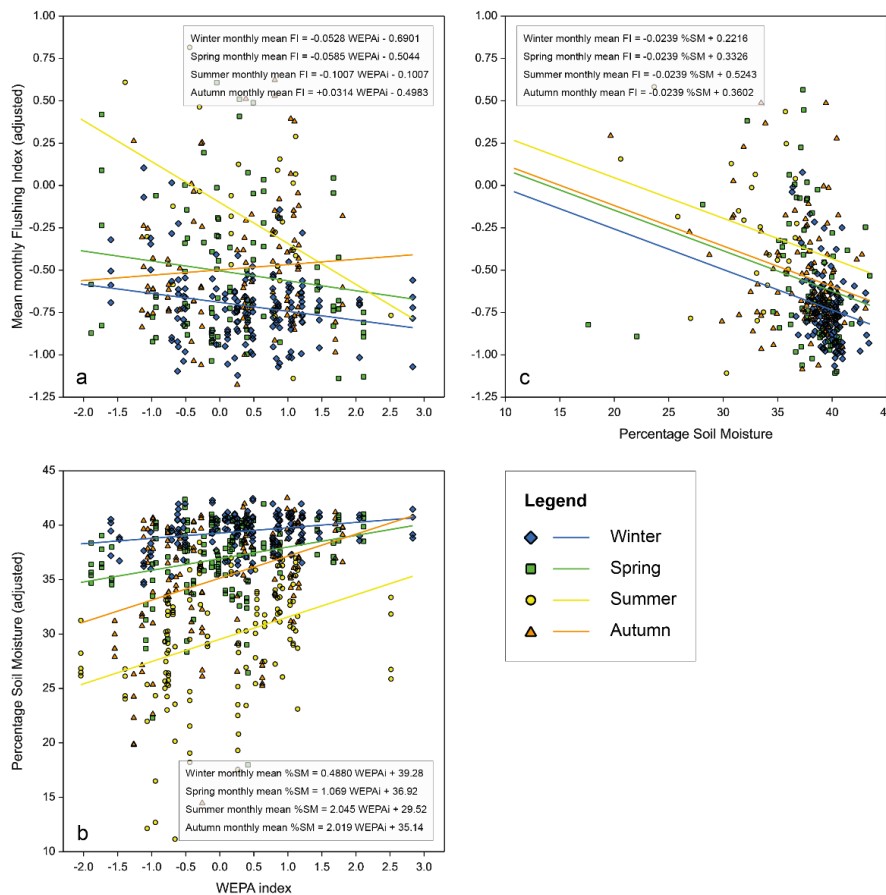 Winter monthly mean FI = -0.0528 WEPAi - 0.6901
Spring monthly mean FI = -0.0585 WEPAi - 0.5044
Summer monthly mean FI = -0.1007 WEPAi - 0.1007
Autumn monthly mean FI = +0.0314 WEPAi - 0.4983
1.00
0.75
0.50
0.25
0.00
-0.25
-0.50
-0.75
-1.00
-1.25
Mean monthly Flushing Index (adjusted)
a
-2.0 -1.5 -1.0 -0.5 0.0 0.5 1.0 1.5 2.0 2.5 3.0
Winter monthly mean FI = -0.0239 %SM + 0.2216
Spring monthly mean FI = -0.0239 %SM + 0.3326
Summer monthly mean FI = -0.0239 %SM + 0.5243
Autumn monthly mean FI = -0.0239 %SM + 0.3602
1.00
0.75
0.50
0.25
0.00
-0.25
-0.50
-0.75
-1.00
-1.25
c
10 15 20 25 30 35 40 4
Percentage Soil Moisture
45
40
35
30
25
20
15
10
Percentage Soil Moisture (adjusted)
Winter monthly mean %SM = 0.4880 WEPAi + 39.28
Spring monthly mean %SM = 1.069 WEPAi + 36.92
Summer monthly mean %SM = 2.045 WEPAi + 29.52
Autumn monthly mean %SM = 2.019 WEPAi + 35.14
b
-2.0 -1.5 -1.0 -0.5 0.0 0.5 1.0 1.5 2.0 2.5 3.0
WEPA index
Legend
Winter
Spring
Summer
Autumn